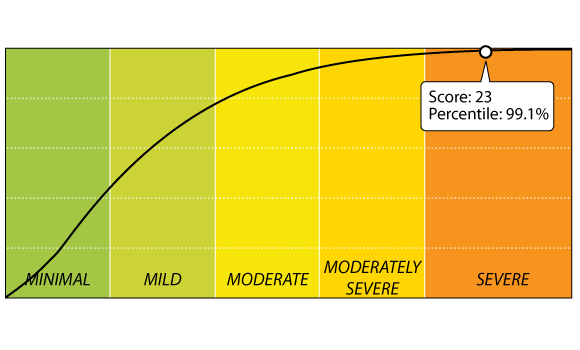 Score: 23
Percentile: 99.1%
MINIMAL
MILD
MODERATE
MODERATELY
SEVERE
SEVERE